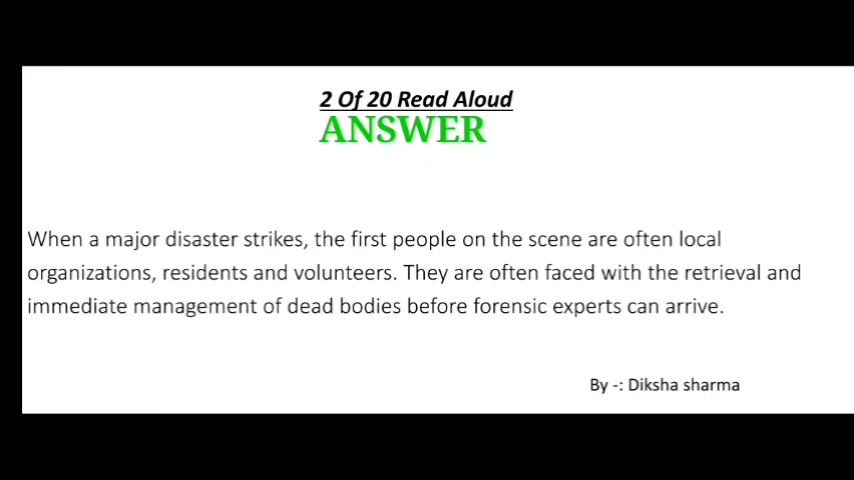 2 Of 20 Read Aloud
ANSWER
When a major disaster strikes, the first people on the scene are often local
organizations, residents and volunteers. They are often faced with the retrieval and
immediate management of dead bodies before forensic experts can arrive.
By -: Diksha sharma